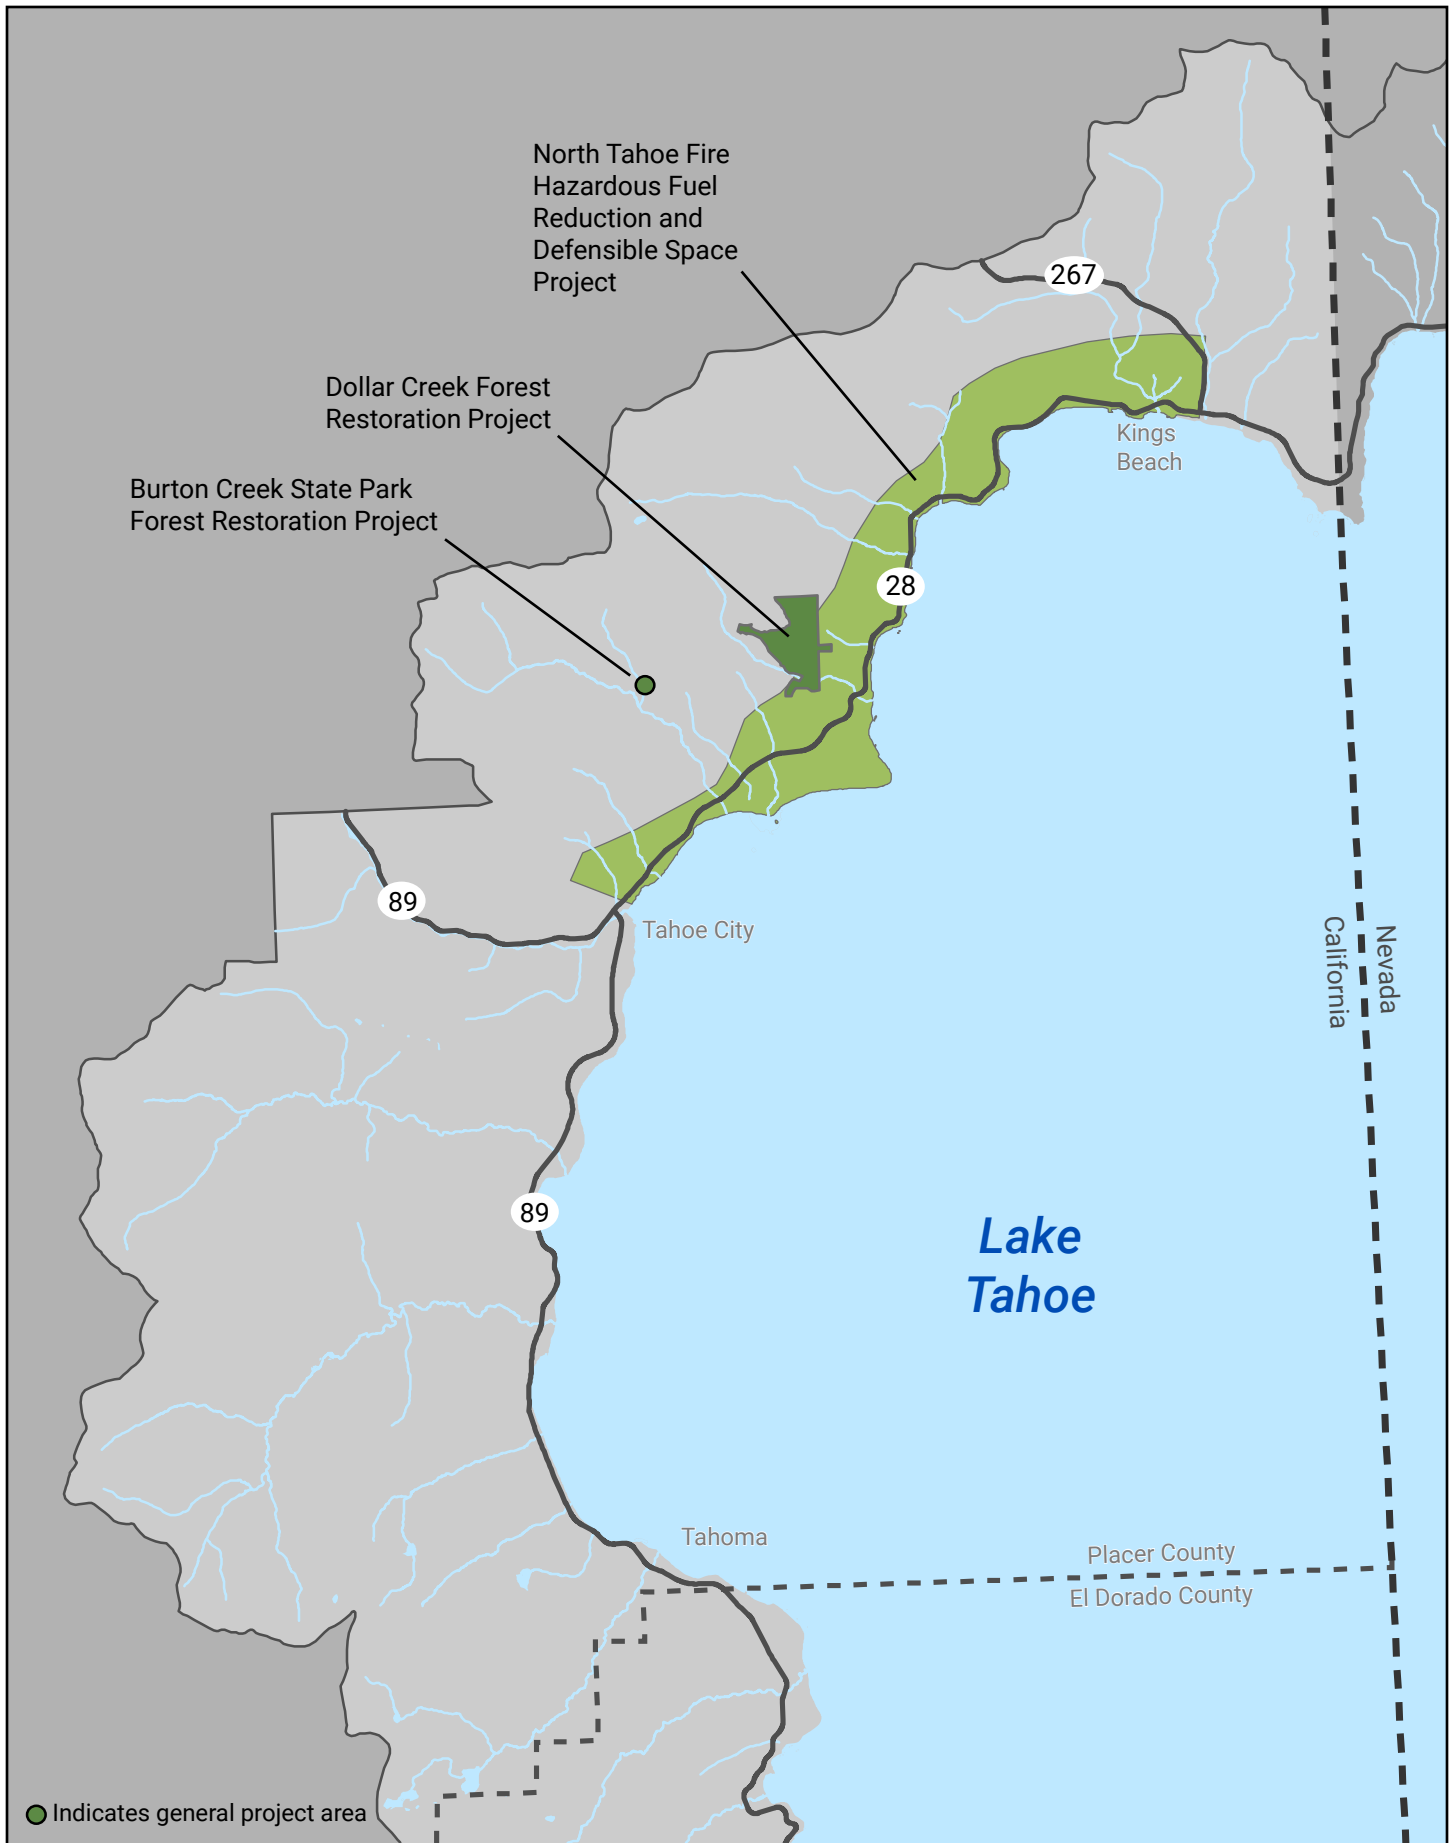 North Tahoe Fire
Hazardous Fuel
Reduction and
Defensible Space
Project
267
Dollar Creek Forest
Restoration Project
Kings
Beach
Burton Creek State Park
Forest Restoration Project
28
89
Tahoe City
California
Nevada
89
Lake
Tahoe
Tahoma
Placer County
El Dorado County
Indicates general project area